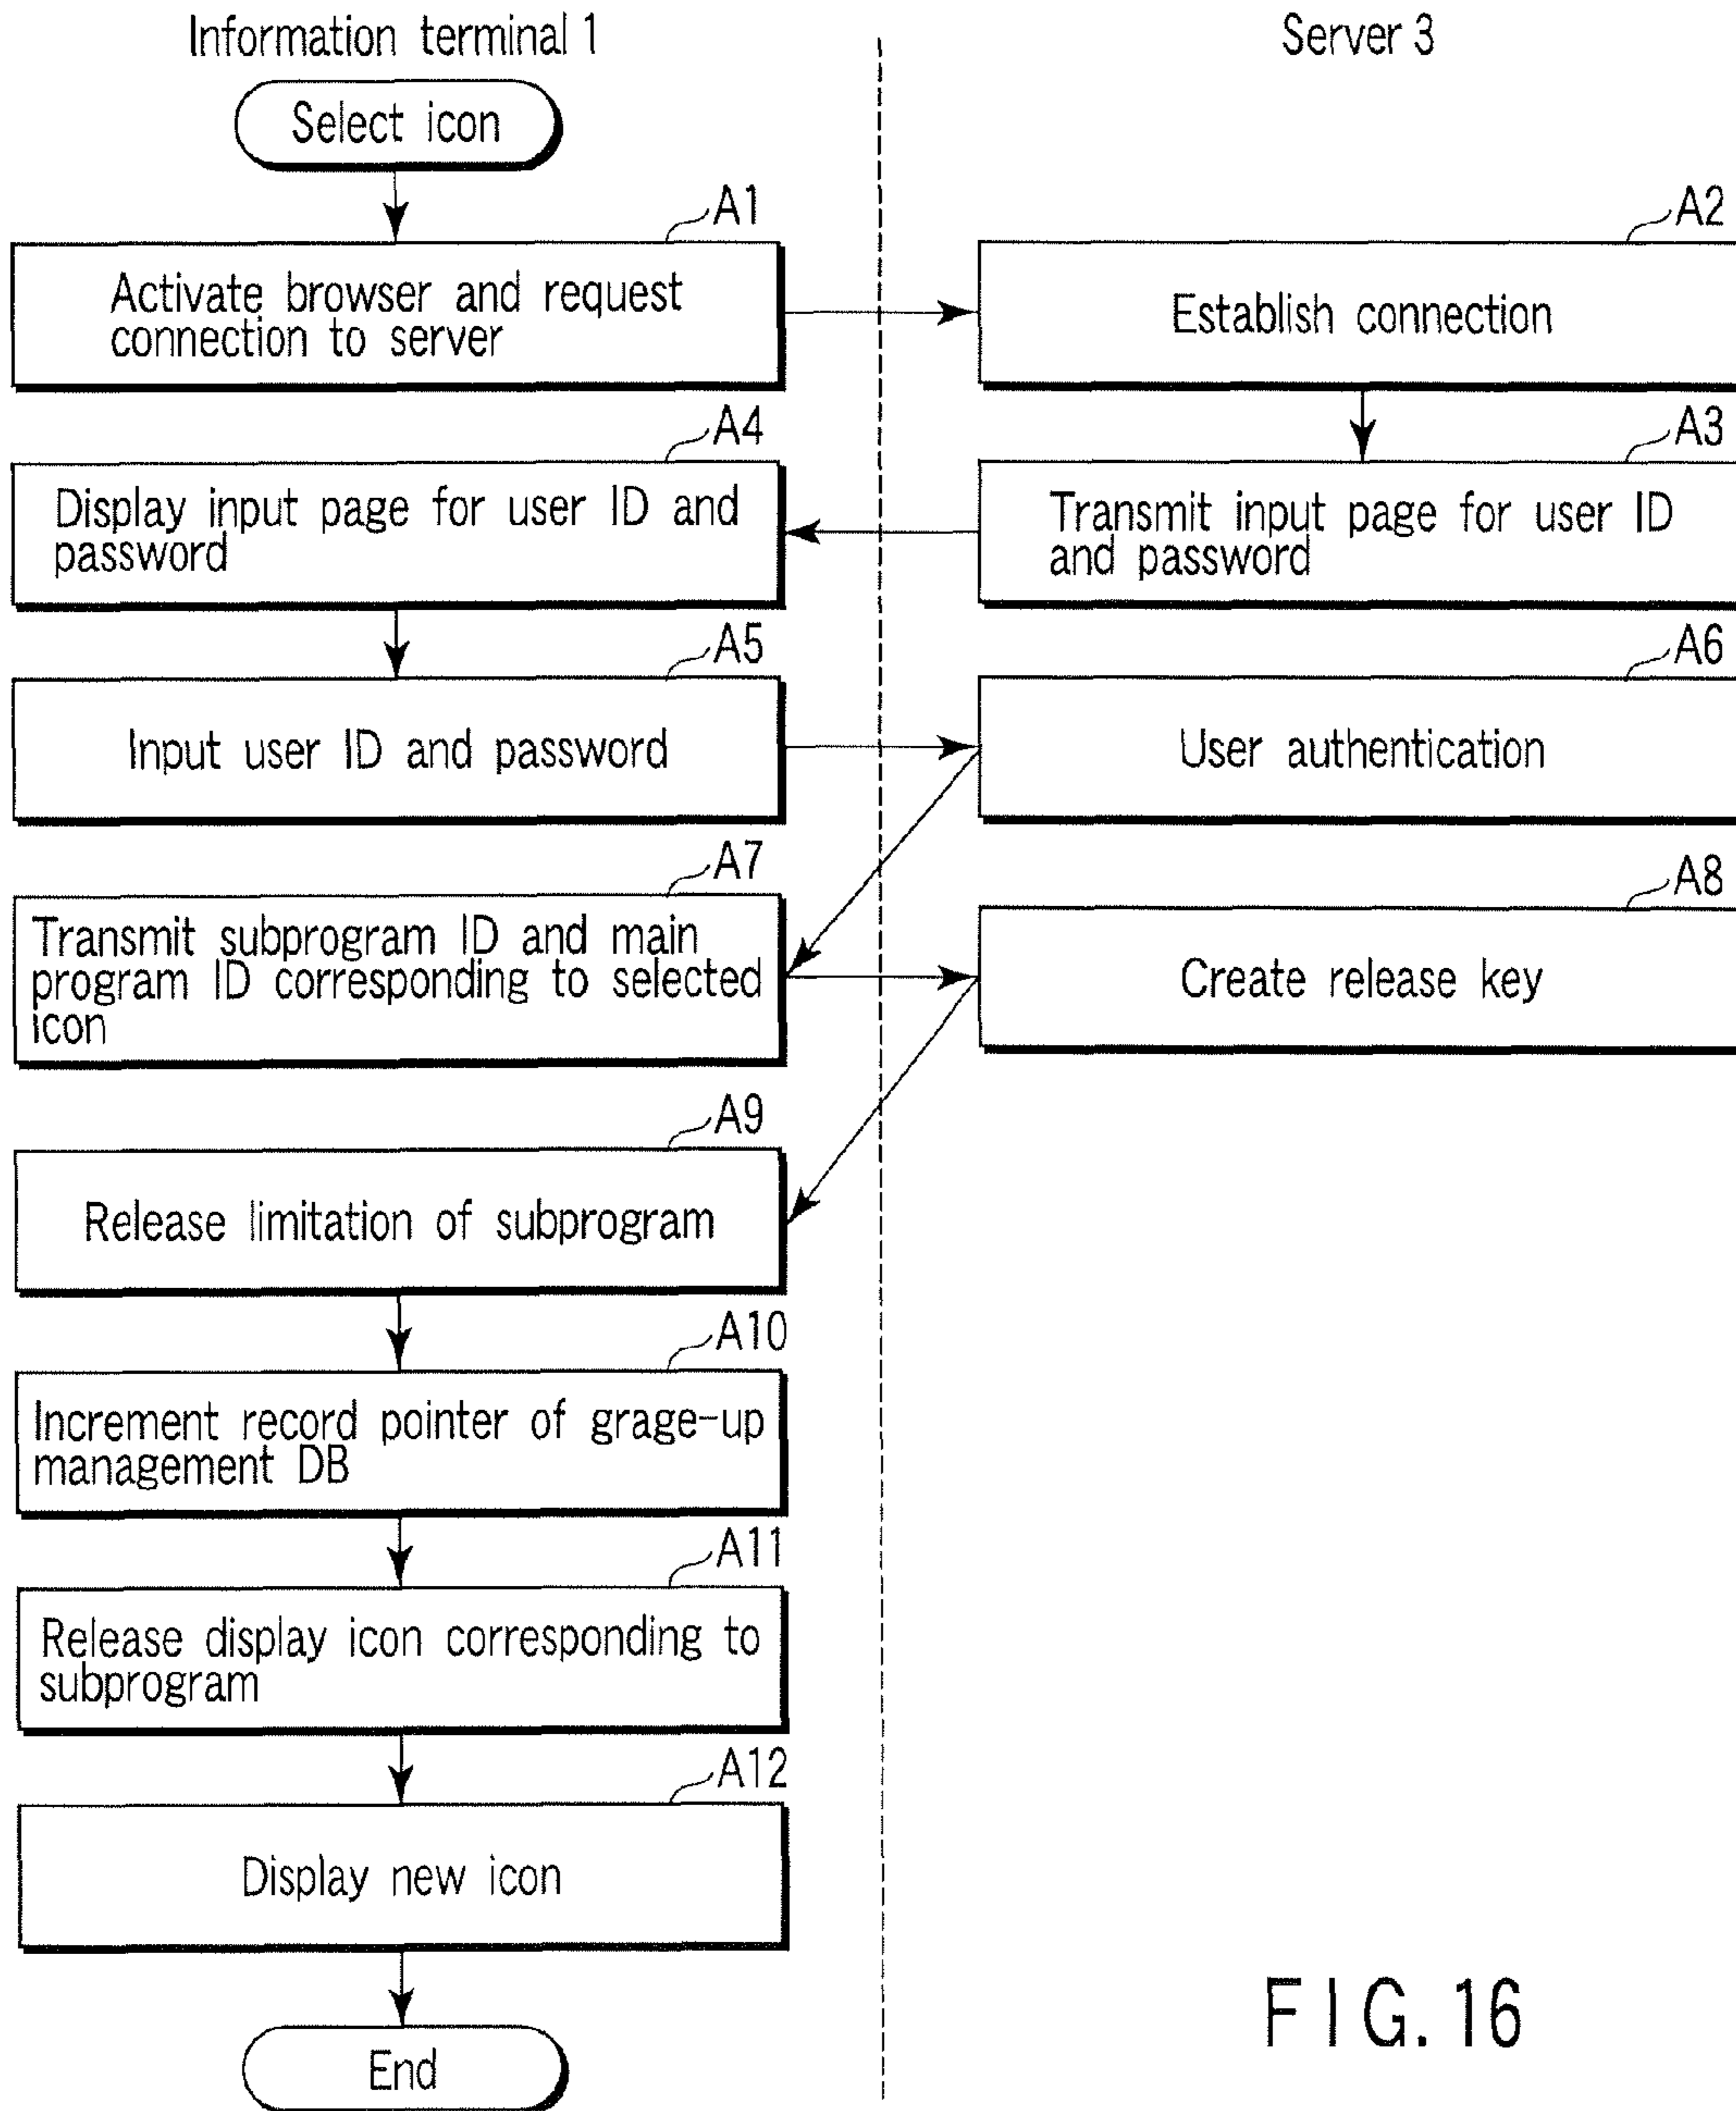 Information terminal 1
Server 3
Select icon
A1
Activate browser and request
connection to server
A2
Establish connection
A4
Display input page for user ID and
password
A3
Transmit input page for user ID
and password
A5
Input user ID and password
A6
User authentication
A7
Transmit subprogram ID and main
program ID corresponding to selected
icon
A8
Create release key
A9
Release limitation of subprogram
A10
Increment record pointer of grage-up
management DB
A11
Release display icon corresponding to
subprogram
A12
Display new icon
End
FIG. 16